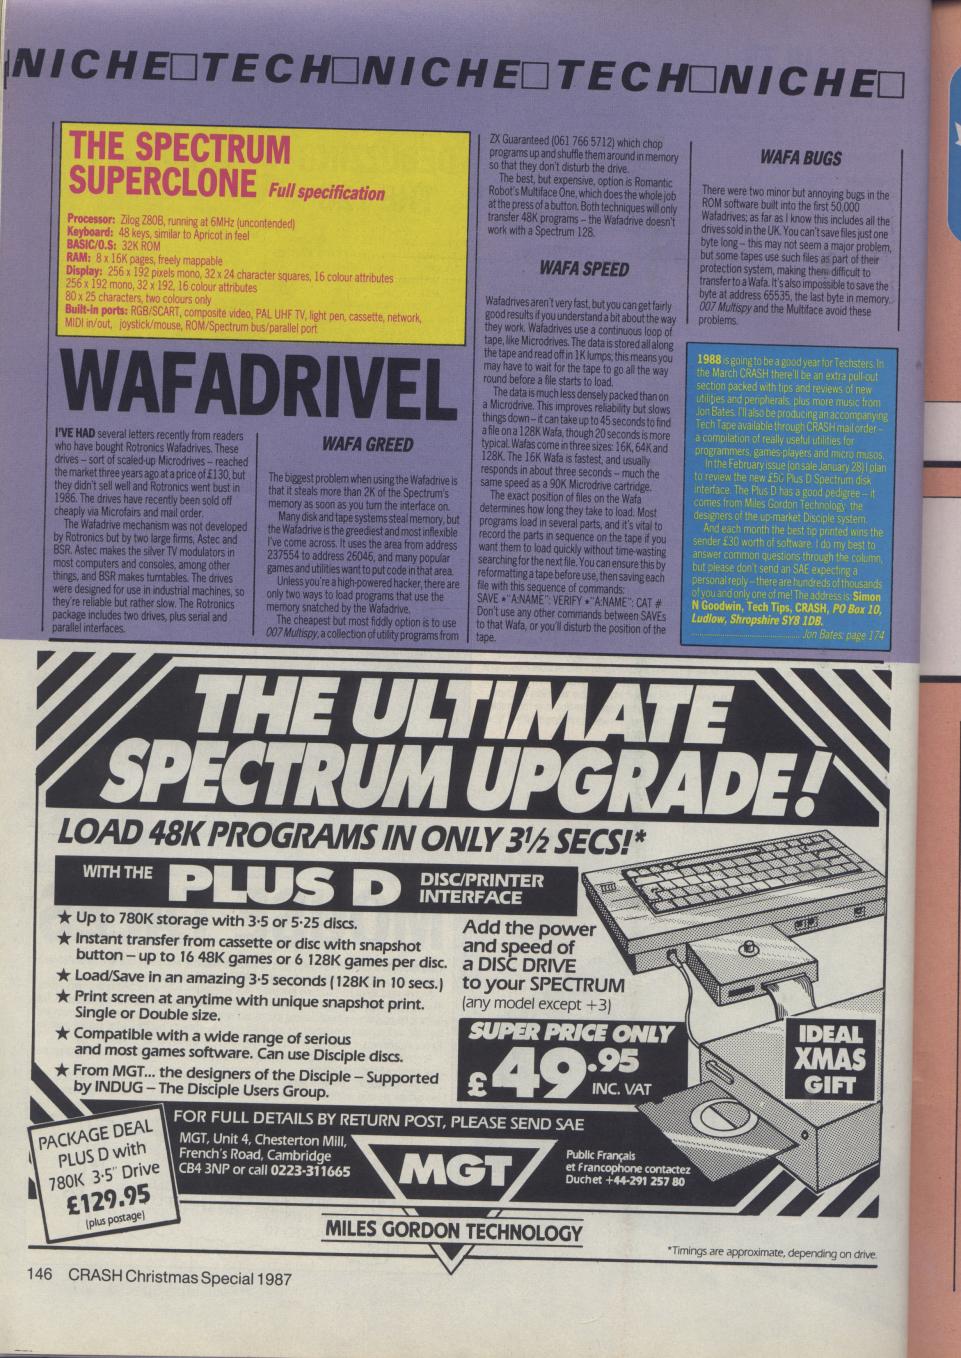 NICHE□TECH□NICHE□TECH□NICHE□
THE SPECTRUM
SUPERCLONE Full specification
Processor: Zilog Z80B, running at 6MHz (uncontended)
Keyboard: 48 keys, similar to Apricot in feel
BASIC/O.S: 32K ROM
RAM: 8 x 16K pages, freely mappable
Display: 256 x 192 pixels mono, 32 x 24 character squares, 16 colour attributes
256 x 192 mono, 32 x 192, 16 colour attributes
80 x 25 characters, two colours only
Built-in ports: RGB/SCART, composite video, PAL UHF TV, light pen, cassette, network,
MIDI in/out, joystick/mouse, ROM/Spectrum bus/parallel port
WAFADRIVEL
I'VE HAD several letters recently from readers
who have bought Rotronics Wafadrives. These
drives – sort of scaled-up Microdrives – reached
the market three years ago at a price of £130, but
they didn't sell well and Rotronics went bust in
1986. The drives have recently been sold off
cheaply via Microfairs and mail order.
The Wafadrive mechanism was not developed
by Rotronics but by two large firms, Astec and
BSR. Astec makes the silver TV modulators in
most computers and consoles, among other
things, and BSR makes turntables. The drives
were designed for use in industrial machines, so
they're reliable but rather slow. The Rotronics
package includes two drives, plus serial and
parallel interfaces.
WAFA GREED
The biggest problem when using the Wafadrive is
that it steals more than 2K of the Spectrum's
memory as soon as you turn the interface on.
Many disk and tape systems steal memory, but
the Wafadrive is the greediest and most inflexible
I've come across. It uses the area from address
237554 to address 26046, and many popular
games and utilities want to put code in that area.
Unless you're a high-powered hacker, there are
only two ways to load programs that use the
memory snatched by the Wafadrive.
The cheapest but most fiddly option is to use
007 Multispy, a collection of utility programs from
ZX Guaranteed (061 766 5712) which chop
programs up and shuffle them around in memory
so that they don't disturb the drive.
The best, but expensive, option is Romantic
Robot's Multiface One, which does the whole job
at the press of a button. Both techniques will only
transfer 48K programs – the Wafadrive doesn't
work with a Spectrum 128.
WAFA SPEED
Wafadrives aren't very fast, but you can get fairly
good results if you understand a bit about the way
they work. Wafadrives use a continuous loop of
tape, like Microdrives. The data is stored all along
the tape and read off in 1K lumps; this means you
may have to wait for the tape to go all the way
round before a file starts to load.
The data is much less densely packed than on
a Microdrive. This improves reliability but slows
things down – it can take up to 45 seconds to find
a file on a 128K Wafa, though 20 seconds is more
typical. Wafas come in three sizes: 16K, 64K and
128K. The 16K Wafa is fastest, and usually
responds in about three seconds – much the
same speed as a 90K Microdrive cartridge.
The exact position of files on the Wafa
determines how long they take to load. Most
programs load in several parts, and it's vital to
record the parts in sequence on the tape if you
want them to load quickly without time-wasting
searching for the next file. You can ensure this by
reformatting a tape before use, then saving each
file with this sequence of commands:
SAVE *"A:NAME": VERIFY *"A:NAME": CAT #
Don't use any other commands between SAVEs
to that Wafa, or you'll disturb the position of the
tape.
WAFA BUGS
There were two minor but annoying bugs in the
ROM software built into the first 50,000
Wafadrives; as far as I know this includes all the
drives sold in the UK. You can't save files just one
byte long – this may not seem a major problem,
but some tapes use such files as part of their
protection system, making them difficult to
transfer to a Wafa. It's also impossible to save the
byte at address 65535, the last byte in memory.
007 Multispy and the Multiface avoid these
problems.
1988 is going to be a good year for Techsters. In
the March CRASH there'll be an extra pull-out
section packed with tips and reviews of new
utilities and peripherals, plus more music from
Jon Bates. I'll also be producing an accompanying
Tech Tape available through CRASH mail order –
a compilation of really useful utilities for
programmers, games-players and micro musos.
In the February issue (on sale January 28) I plan
to review the new £50 Plus D Spectrum disk
interface. The Plus D has a good pedigree – it
comes from Miles Gordon Technology the
designers of the up-market Disciple system.
And each month the best tip printed wins the
sender £30 worth of software. I do my best to
answer common questions through the column,
but please don't send an SAE expecting a
personal reply – there are hundreds of thousands
of you and only one of me! The address is: Simon
N Goodwin, Tech Tips, CRASH, PO Box 10,
Ludlow, Shropshire SY8 1DB.
Jon Bates: page 174
THE ULTIMATE
SPECTRUM UPGRADE!
LOAD 48K PROGRAMS IN ONLY 3½ SECS!*
WITH THE PLUS D DISC/PRINTER
INTERFACE
★ Up to 780K storage with 3·5 or 5·25 discs.
★ Instant transfer from cassette or disc with snapshot
button – up to 16 48K games or 6 128K games per disc.
★ Load/Save in an amazing 3·5 seconds (128K in 10 secs.)
★ Print screen at anytime with unique snapshot print.
Single or Double size.
★ Compatible with a wide range of serious
and most games software. Can use Disciple discs.
★ From MGT... the designers of the Disciple – Supported
by INDUG – The Disciple Users Group.
Add the power
and speed of
a DISC DRIVE
to your SPECTRUM
(any model except +3)
SUPER PRICE ONLY
£49.95
INC. VAT
IDEAL
XMAS
GIFT
PACKAGE DEAL
PLUS D with
780K 3·5" Drive
£129.95
(plus postage)
FOR FULL DETAILS BY RETURN POST, PLEASE SEND SAE
MGT, Unit 4, Chesterton Mill,
French's Road, Cambridge
CB4 3NP or call 0223-311665
MGT
Public Français
et francophone contactez
Duchet +44-291 257 80
MILES GORDON TECHNOLOGY
*Timings are approximate, depending on drive.
146 CRASH Christmas Special 1987